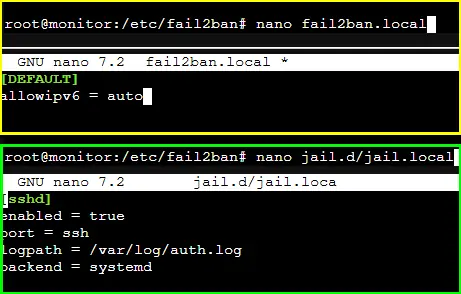 root@monitor:/etc/fail2ban# nano fail2ban.local
GNU nano 7.2 fail2ban.local *
[DEFAULT]
allowipv6 = auto
root@monitor:/etc/fail2ban# nano jail.d/jail.local
GNU nano 7.2 jail.d/jail.loca
[sshd]
enabled = true
port = ssh
logpath = /var/log/auth.log
backend = systemd